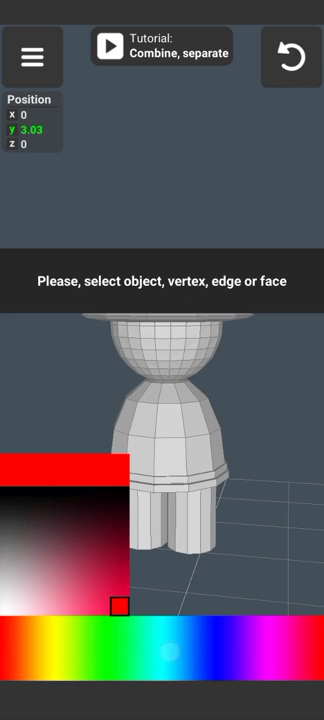 Tutorial:
Combine, separate
Position
x 0
y 3.03
z 0
Please, select object, vertex, edge or face